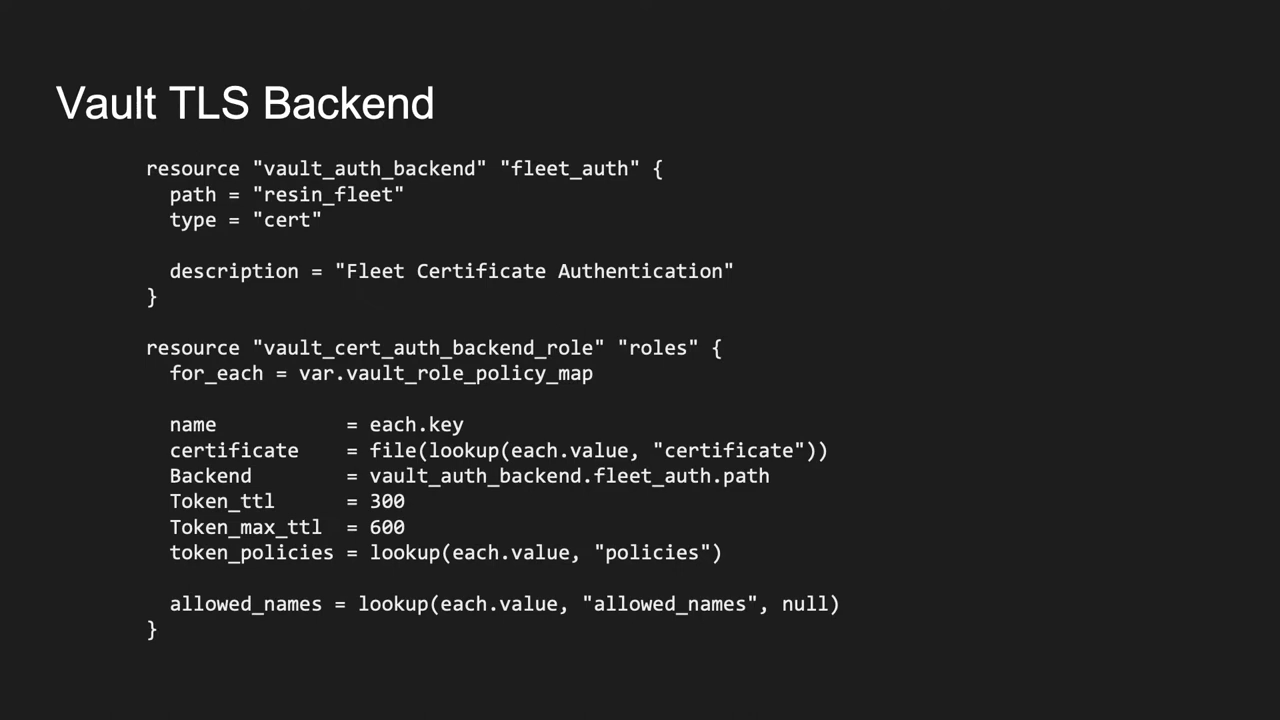 Vault TLS Backend
resource "vault_auth_backend" "fleet_auth" {
path = "resin_fleet"
type = "cert"
description = "Fleet Certificate Authentication"
}
resource "vault_cert_auth_backend_role" "roles" {
for_each = var.vault_role_policy_map
name = each.key
certificate = file(lookup(each.value, "certificate"))
Backend = vault_auth_backend.fleet_auth.path
Token_ttl = 300
Token_max_ttl = 600
token_policies = lookup(each.value, "policies")
allowed_names = lookup(each.value, "allowed_names", null)
}